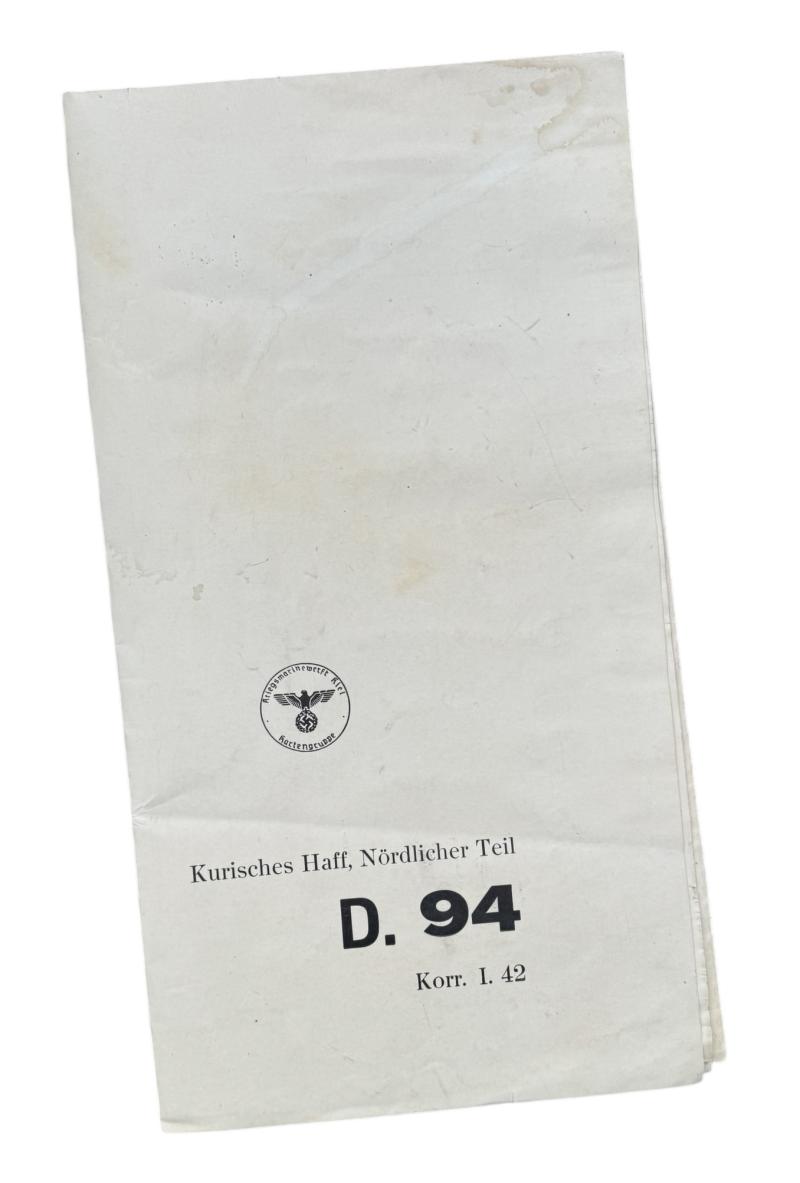 Kriegsmarinewerft Kiel
Kartengruppe
Kurisches Haff, Nördlicher Teil
D. 94
Korr. I. 42